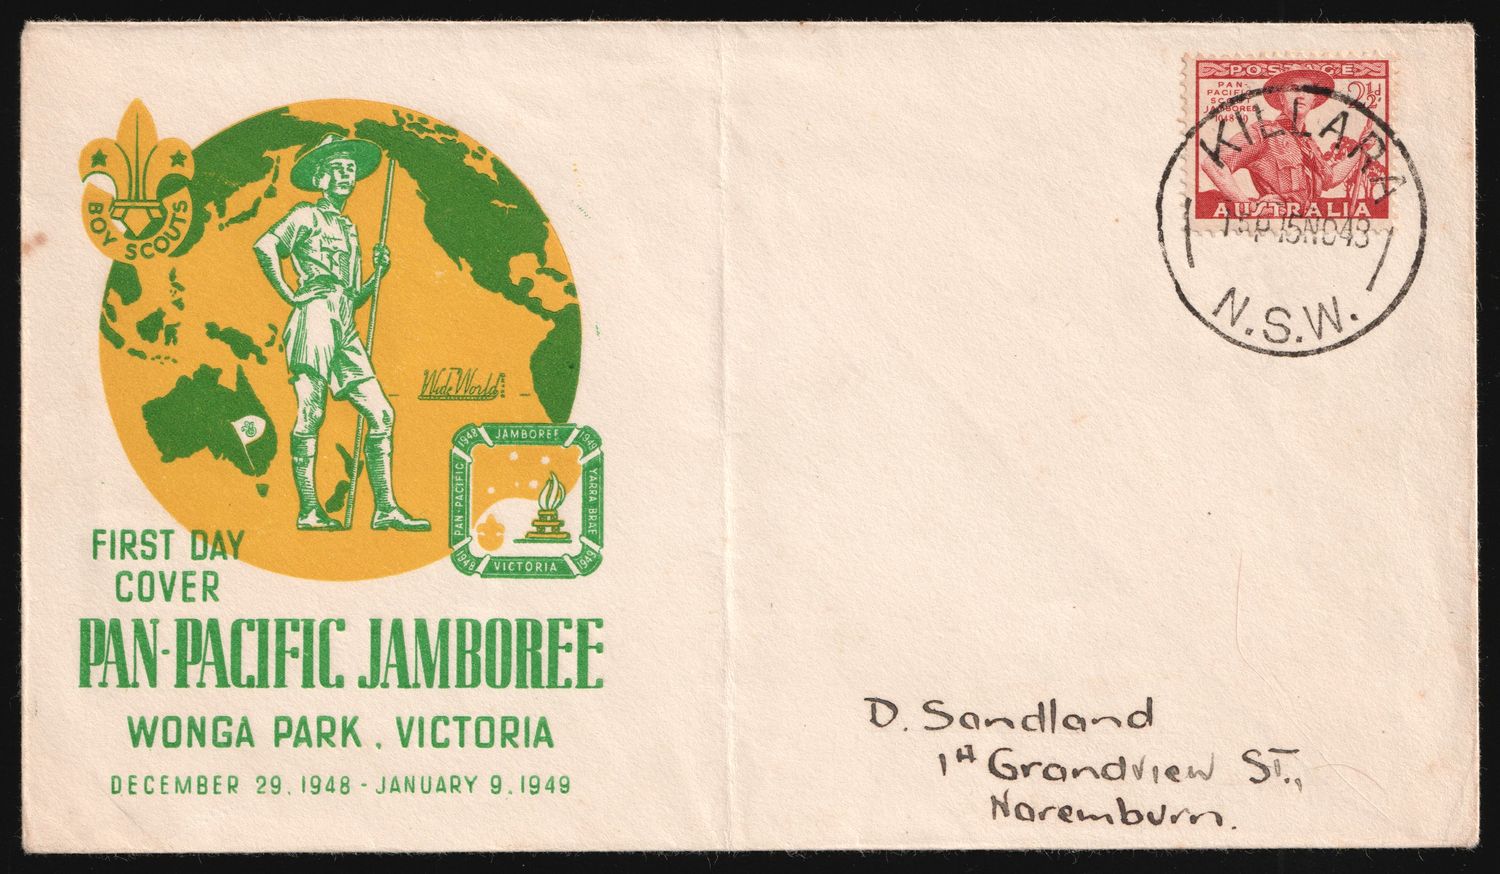 BOY SCOUTS
Wide World
1948 JAMBOREE 1949
PAN-PACIFIC
YARRA BRAE
1948 VICTORIA 1949
FIRST DAY
COVER
PAN-PACIFIC JAMBOREE
WONGA PARK, VICTORIA
DECEMBER 29, 1948 - JANUARY 9, 1949
POSTAGE
PAN-
PACIFIC
SCOUT
JAMBOREE
1948-9
2½d
AUSTRALIA
KILLARA
15NO48
N.S.W.
D. Sandland
1A Grandview St.,
Naremburn.